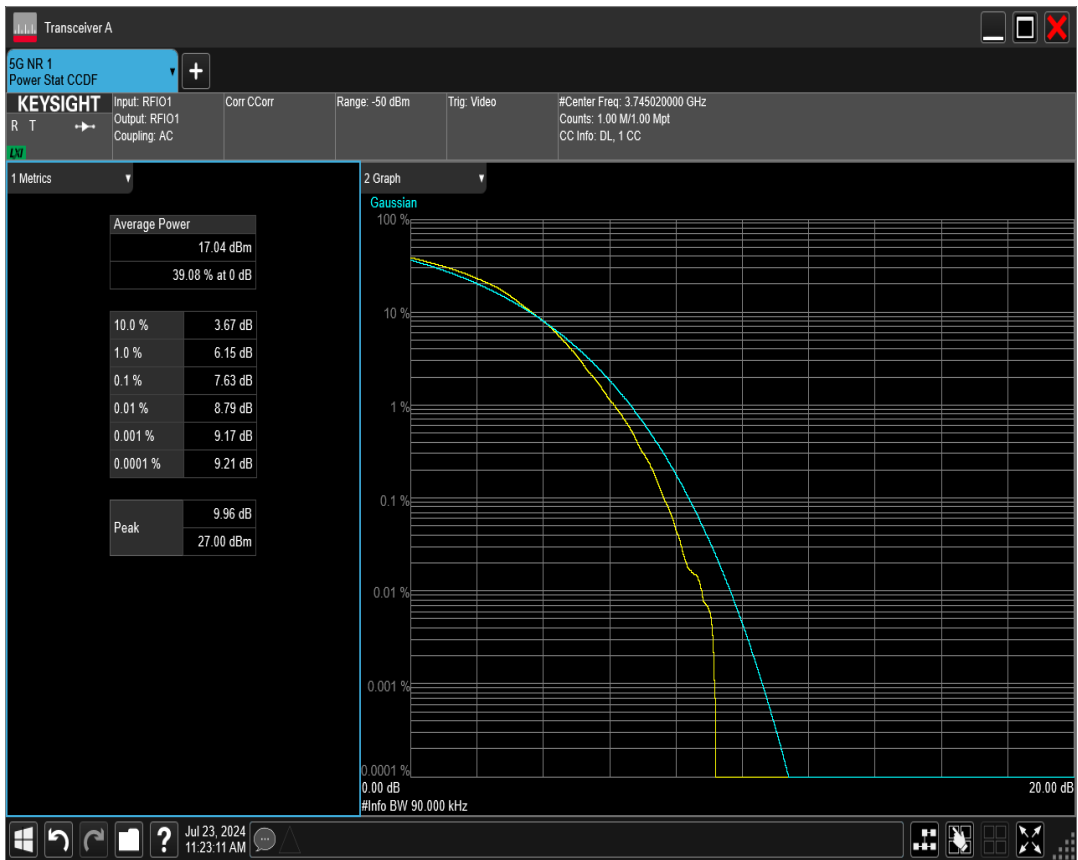 Transceiver A
5G NR 1
Power Stat CCDF
KEYSIGHT
R T
LXI
Input: RFIO1
Output: RFIO1
Coupling: AC
Corr CCorr
Range: -50 dBm
Trig: Video
#Center Freq: 3.745020000 GHz
Counts: 1.00 M/1.00 Mpt
CC Info: DL, 1 CC
1 Metrics
Average Power
17.04 dBm
39.08 % at 0 dB
10.0 % 3.67 dB
1.0 % 6.15 dB
0.1 % 7.63 dB
0.01 % 8.79 dB
0.001 % 9.17 dB
0.0001 % 9.21 dB
Peak
9.96 dB
27.00 dBm
2 Graph
Gaussian
100 %
10 %
1 %
0.1 %
0.01 %
0.001 %
0.0001 %
0.00 dB 20.00 dB
#Info BW 90.000 kHz
?
Jul 23, 2024
11:23:11 AM